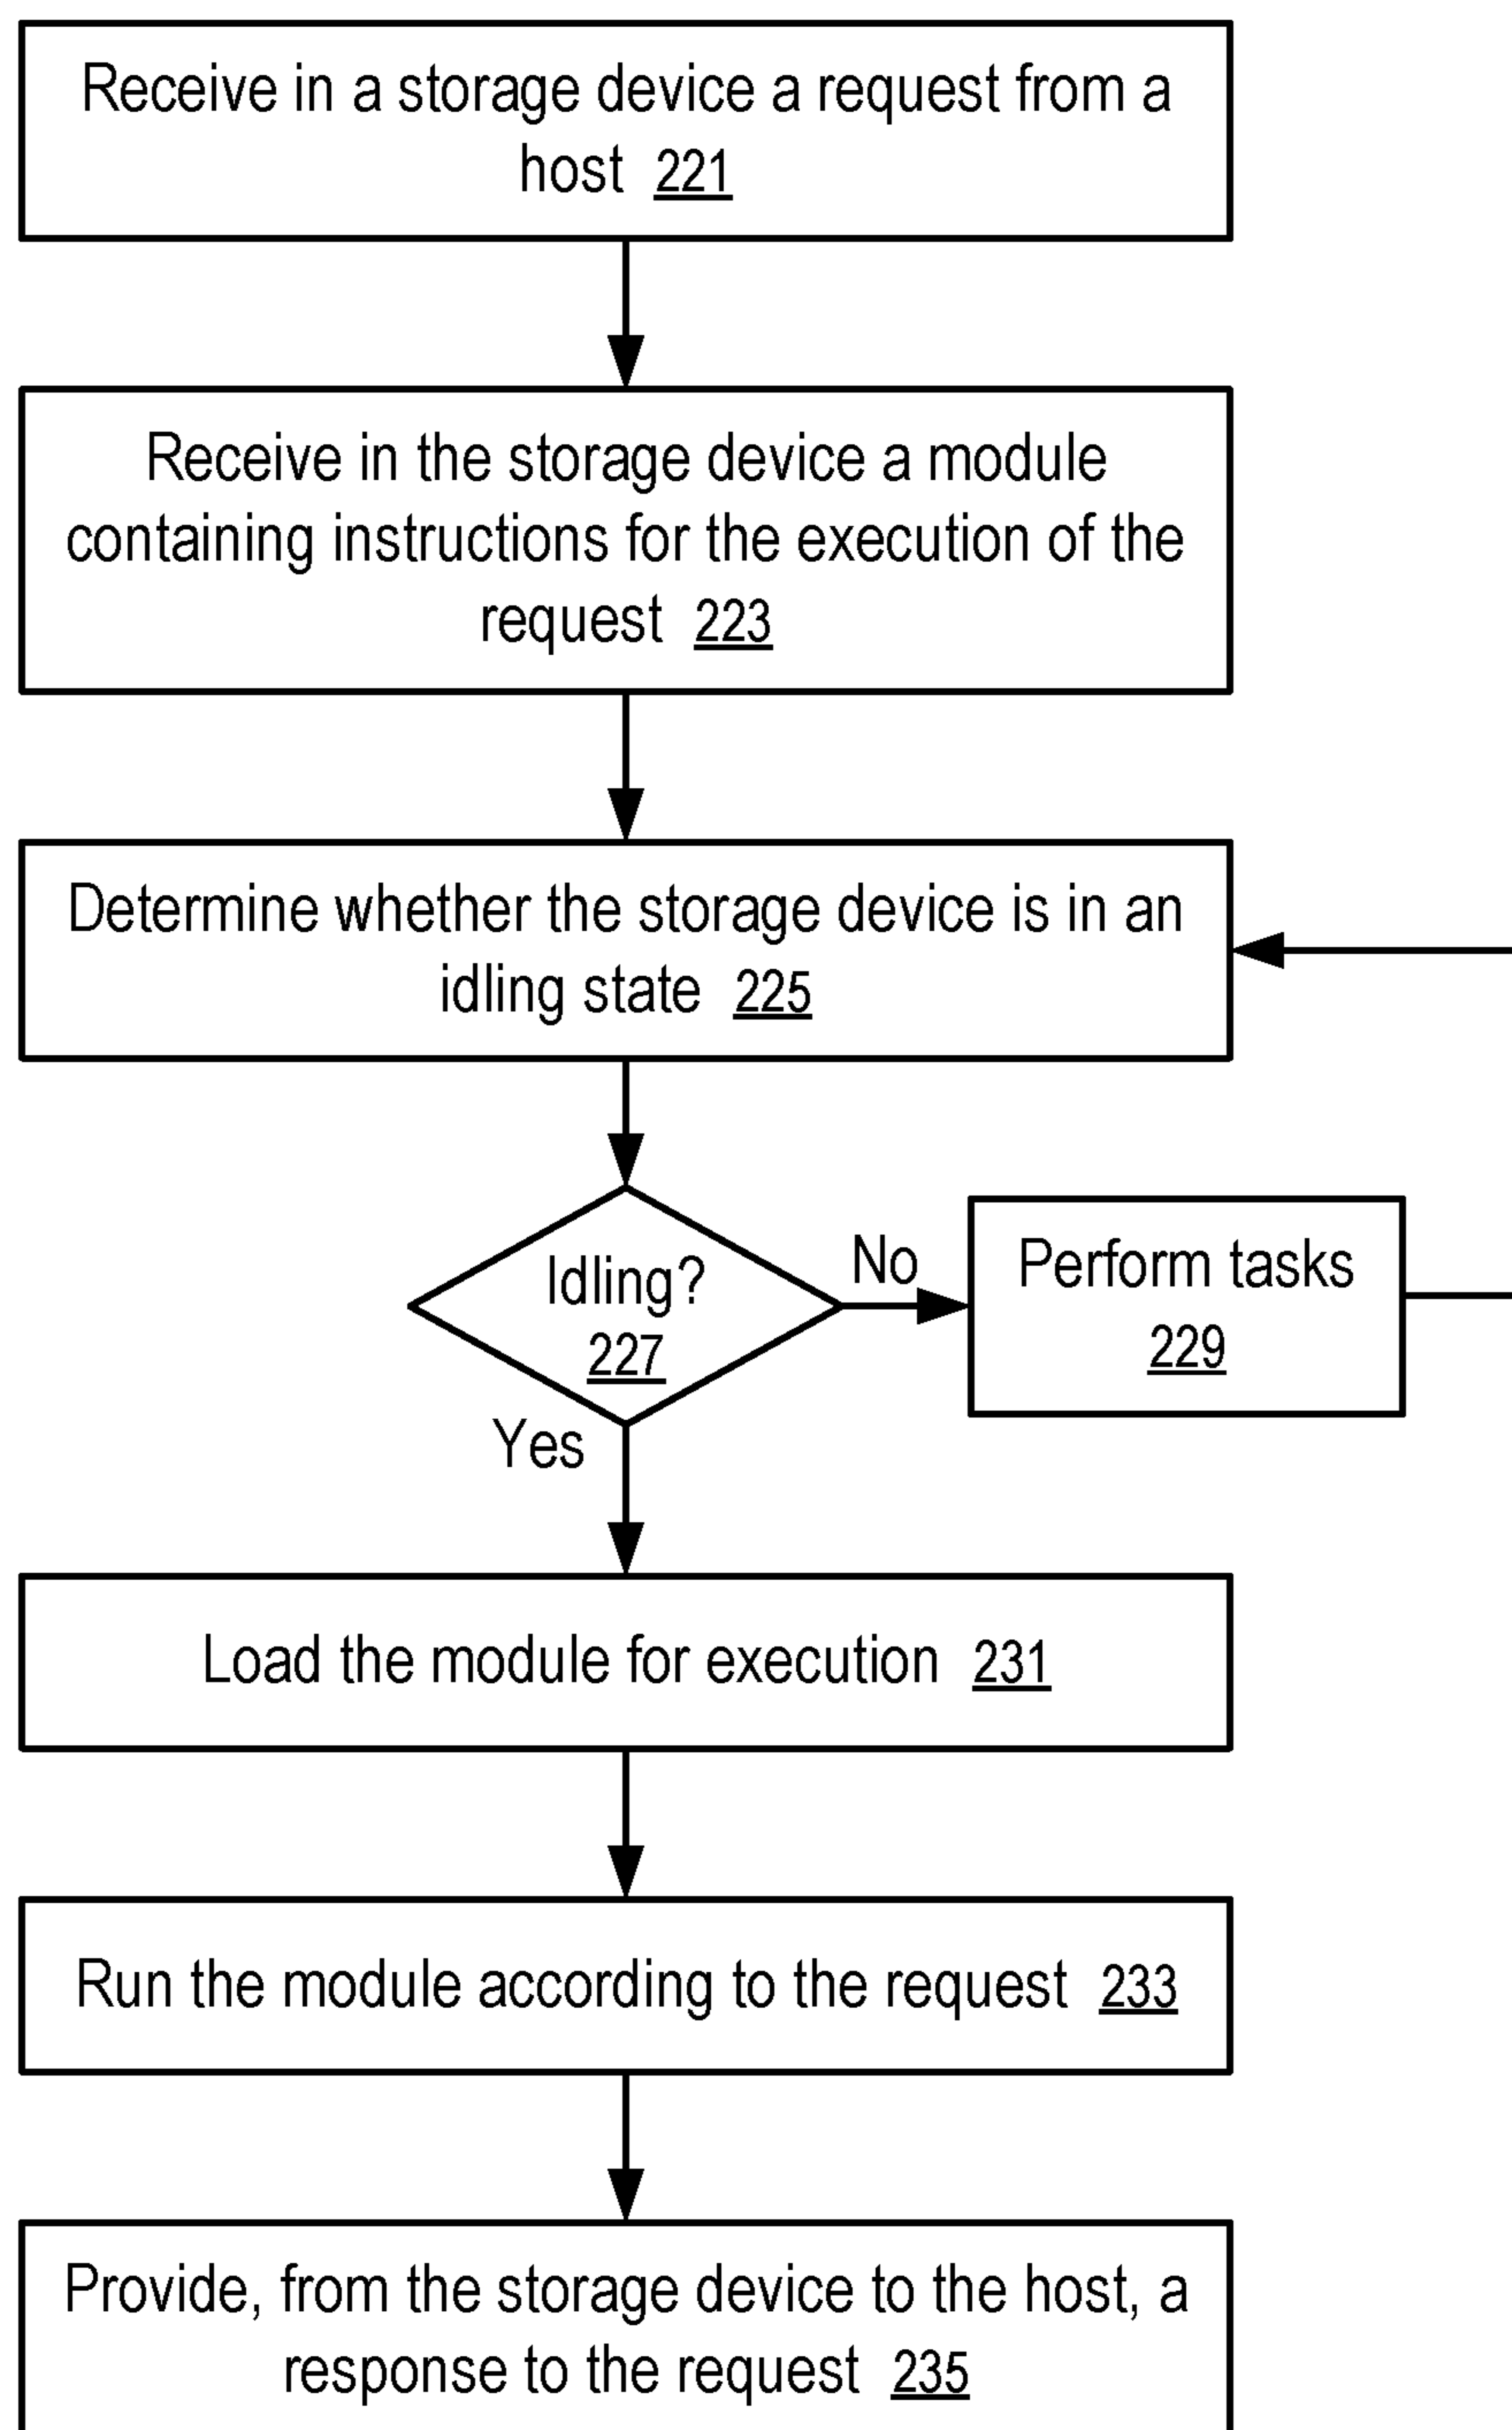 Receive in a storage device a request from a
host 221
Receive in the storage device a module
containing instructions for the execution of the
request 223
Determine whether the storage device is in an
idling state 225
Idling?
227
No
Perform tasks
229
Yes
Load the module for execution 231
Run the module according to the request 233
Provide, from the storage device to the host, a
response to the request 235